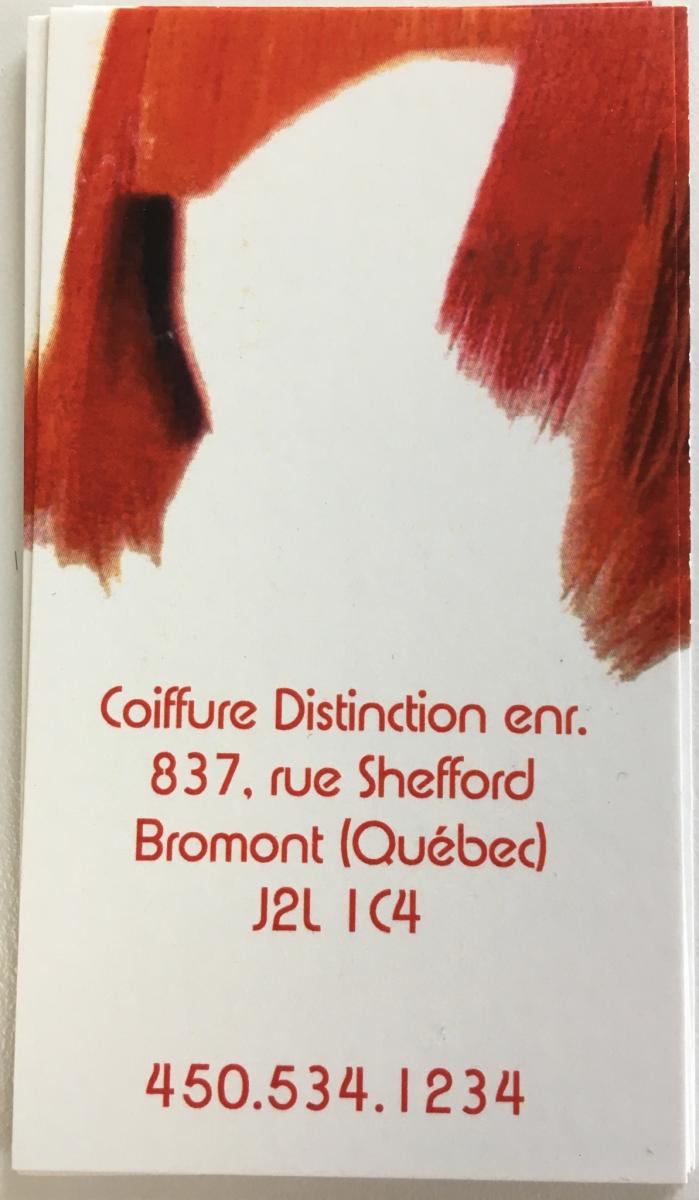 Coiffure Distinction enr.
837, rue Shefford
Bromont (Québec)
J2L 1C4
450.534.1234